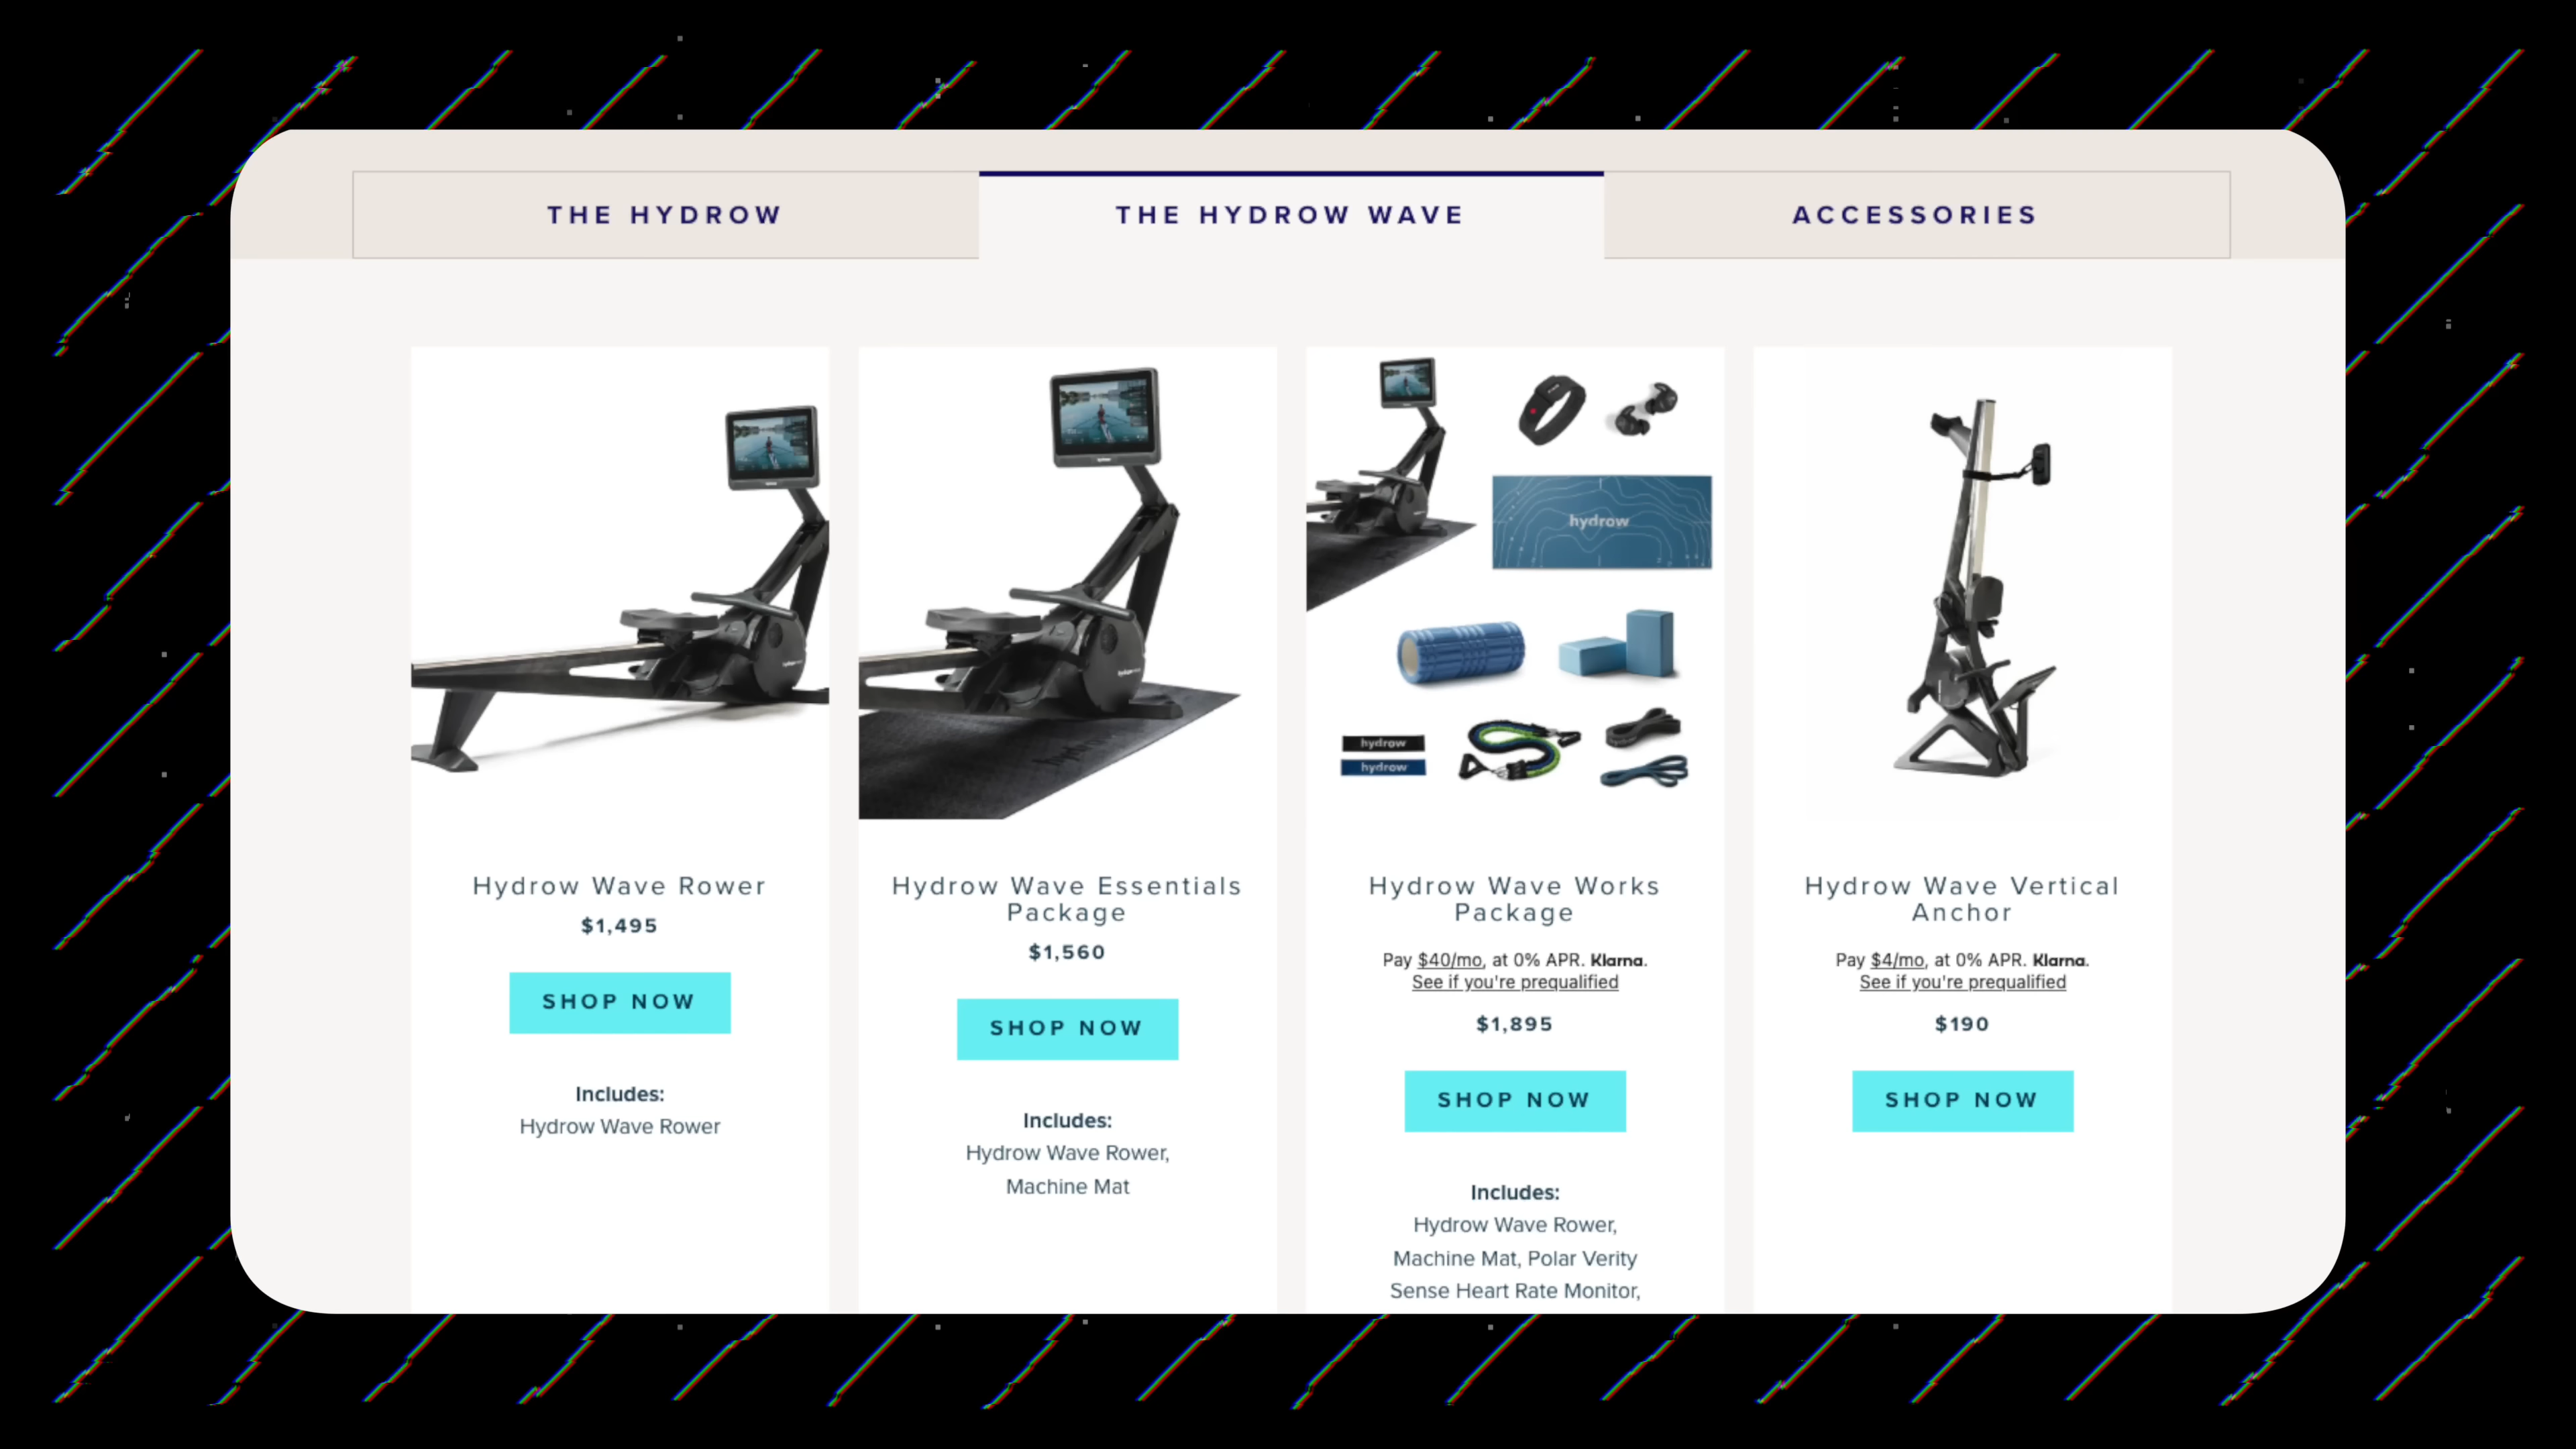 THE HYDROW
THE HYDROW WAVE
ACCESSORIES
hydrow
hydrow
hydrow
Hydrow Wave Rower
$1,495
SHOP NOW
Includes:
Hydrow Wave Rower
Hydrow Wave Essentials
Package
$1,560
SHOP NOW
Includes:
Hydrow Wave Rower,
Machine Mat
Hydrow Wave Works
Package
Pay $40/mo, at 0% APR. Klarna.
See if you're prequalified
$1,895
SHOP NOW
Includes:
Hydrow Wave Rower,
Machine Mat, Polar Verity
Sense Heart Rate Monitor,
Hydrow Wave Vertical
Anchor
Pay $4/mo, at 0% APR. Klarna.
See if you're prequalified
$190
SHOP NOW